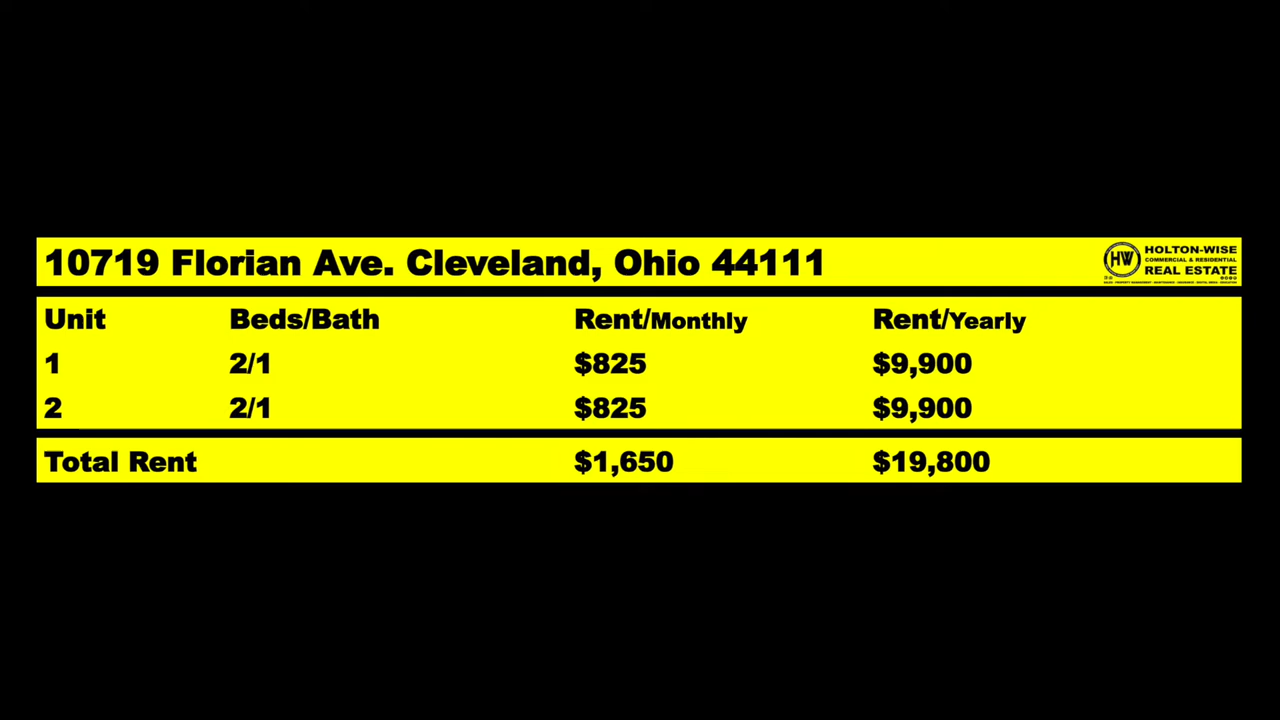 10719 Florian Ave. Cleveland, Ohio 44111
HW
HOLTON-WISE
COMMERCIAL & RESIDENTIAL
REAL ESTATE
Unit Beds/Bath Rent/Monthly Rent/Yearly
1 2/1 $825 $9,900
2 2/1 $825 $9,900
Total Rent $1,650 $19,800